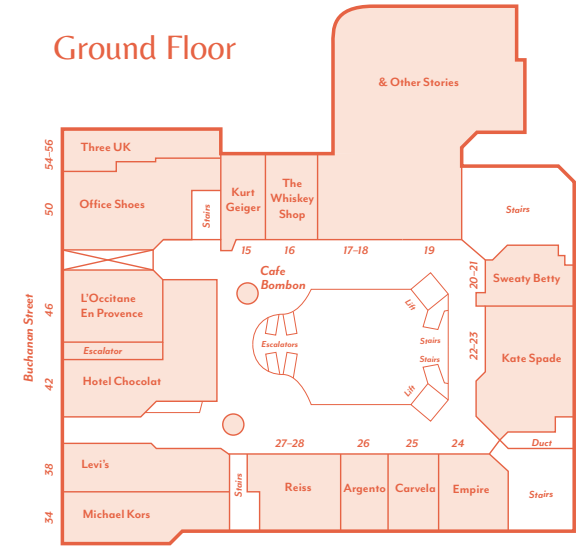 Ground Floor
& Other Stories
54–56
Three UK
50
Office Shoes
Stairs
Kurt
Geiger
The
Whiskey
Shop
Stairs
15
16
17–18
19
Cafe
Bombon
20–21
Sweaty Betty
Buchanan Street
46
L'Occitane
En Provence
Escalator
42
Hotel Chocolat
Escalators
Lift
Stairs
Stairs
Lift
22–23
Kate Spade
27–28
26
25
24
Duct
38
Levi's
Stairs
Reiss
Argento
Carvela
Empire
Stairs
34
Michael Kors